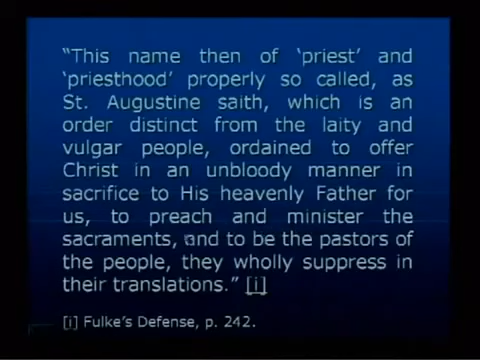 “This name then of ‘priest’ and
‘priesthood’ properly so called, as
St. Augustine saith, which is an
order distinct from the laity and
vulgar people, ordained to offer
Christ in an unbloody manner in
sacrifice to His heavenly Father for
us, to preach and minister the
sacraments, and to be the pastors of
the people, they wholly suppress in
their translations.” [i]
[i] Fulke’s Defense, p. 242.